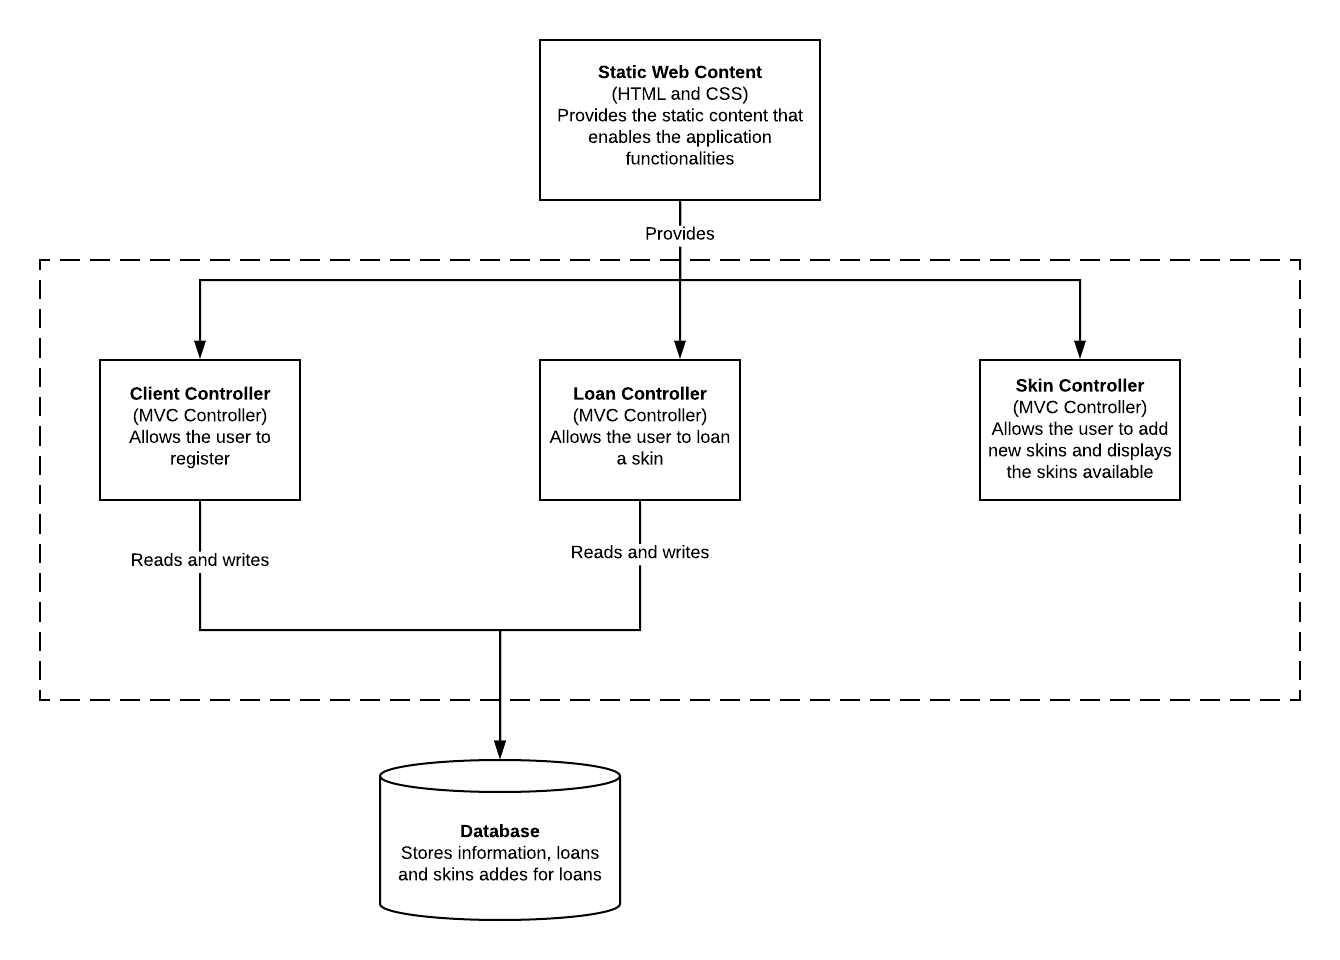 Static Web Content
(HTML and CSS)
Provides the static content that
enables the application
functionalities
Provides
Client Controller
(MVC Controller)
Allows the user to
register
Loan Controller
(MVC Controller)
Allows the user to loan
a skin
Skin Controller
(MVC Controller)
Allows the user to add
new skins and displays
the skins available
Reads and writes
Reads and writes
Database
Stores information, loans
and skins addes for loans